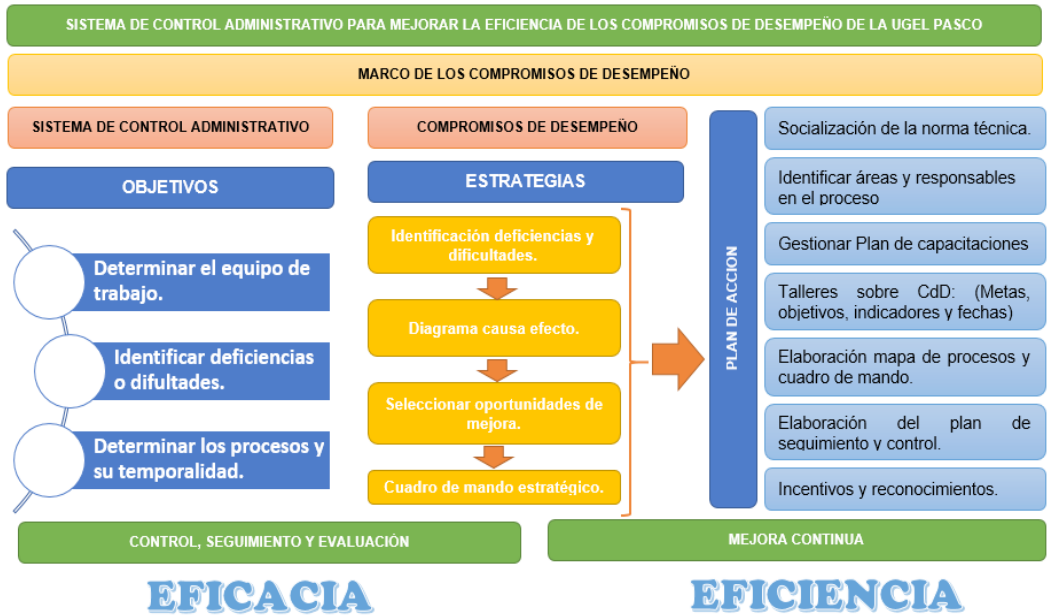 SISTEMA DE CONTROL ADMINISTRATIVO PARA MEJORAR LA EFICIENCIA DE LOS COMPROMISOS DE DESEMPEÑO DE LA UGEL PASCO
MARCO DE LOS COMPROMISOS DE DESEMPEÑO
SISTEMA DE CONTROL ADMINISTRATIVO
OBJETIVOS
Determinar el equipo de
trabajo.
Identificar deficiencias
o difultades.
Determinar los procesos y
su temporalidad.
COMPROMISOS DE DESEMPEÑO
ESTRATEGIAS
Identificación deficiencias y
dificultades.
Diagrama causa efecto.
Seleccionar oportunidades de
mejora.
Cuadro de mando estratégico.
PLAN DE ACCION
Socialización de la norma técnica.
Identificar áreas y responsables
en el proceso
Gestionar Plan de capacitaciones
Talleres sobre CdD: (Metas,
objetivos, indicadores y fechas)
Elaboración mapa de procesos y
cuadro de mando.
Elaboración del plan de
seguimiento y control.
Incentivos y reconocimientos.
CONTROL, SEGUIMIENTO Y EVALUACIÓN
MEJORA CONTINUA
EFICACIA
EFICIENCIA